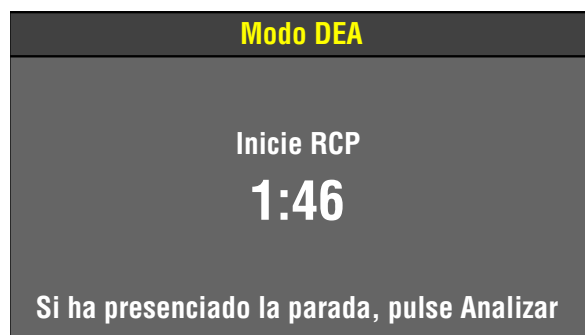 Modo DEA
Inicie RCP
1:46
Si ha presenciado la parada, pulse Analizar